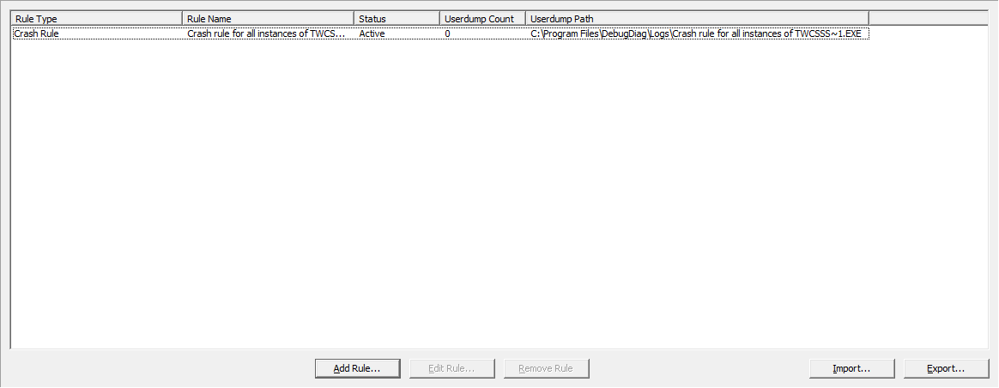 Rule Type Rule Name Status Userdump Count Userdump Path
Crash Rule Crash rule for all instances of TWCS... Active 0 C:\Program Files\DebugDiag\Logs\Crash rule for all instances of TWCSSS~1.EXE
Add Rule... Edit Rule... Remove Rule Import... Export...